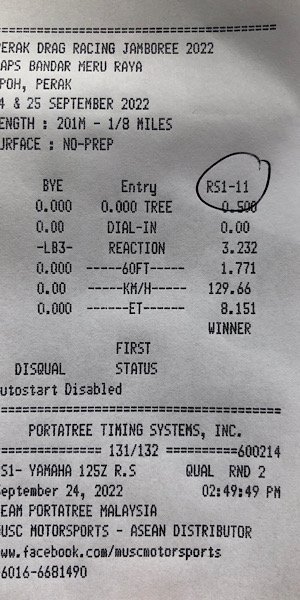 ==============================
ERAK DRAG RACING JAMBOREE 2022
APS BANDAR MERU RAYA
POH, PERAK
4 & 25 SEPTEMBER 2022
ENGTH : 201M - 1/8 MILES
URFACE : NO-PREP
BYE Entry RS1-11
0.000 0.000 TREE 0.500
0.00 DIAL-IN 0.00
-LB3- REACTION 3.232
0.000 ------60FT------ 1.771
0.00 -----KM/H------ 129.66
0.000 -------ET------- 8.151
WINNER
FIRST
DISQUAL STATUS
utostart Disabled
==============================
PORTATREE TIMING SYSTEMS, INC.
============ 131/132 ==========600214
S1- YAMAHA 125Z R.S QUAL RND 2
eptember 24, 2022 02:49:49 PM
EAM PORTATREE MALAYSIA
USC MOTORSPORTS - ASEAN DISTRIBUTOR
ww.facebook.com/muscmotorsports
6016-6681490